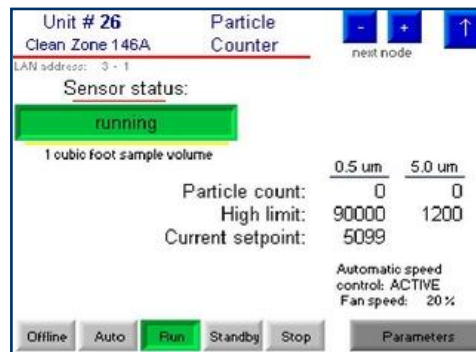 Unit # 26
Particle
Clean Zone 146A
Counter
-
+
↑
next node
LAN address: 3 - 1
Sensor status:
running
1 cubic foot sample volume
0.5 um 5.0 um
Particle count: 0 0
High limit: 90000 1200
Current setpoint: 5099
Automatic speed
control: ACTIVE
Fan speed: 20 %
Offline Auto Run Standby Stop Parameters